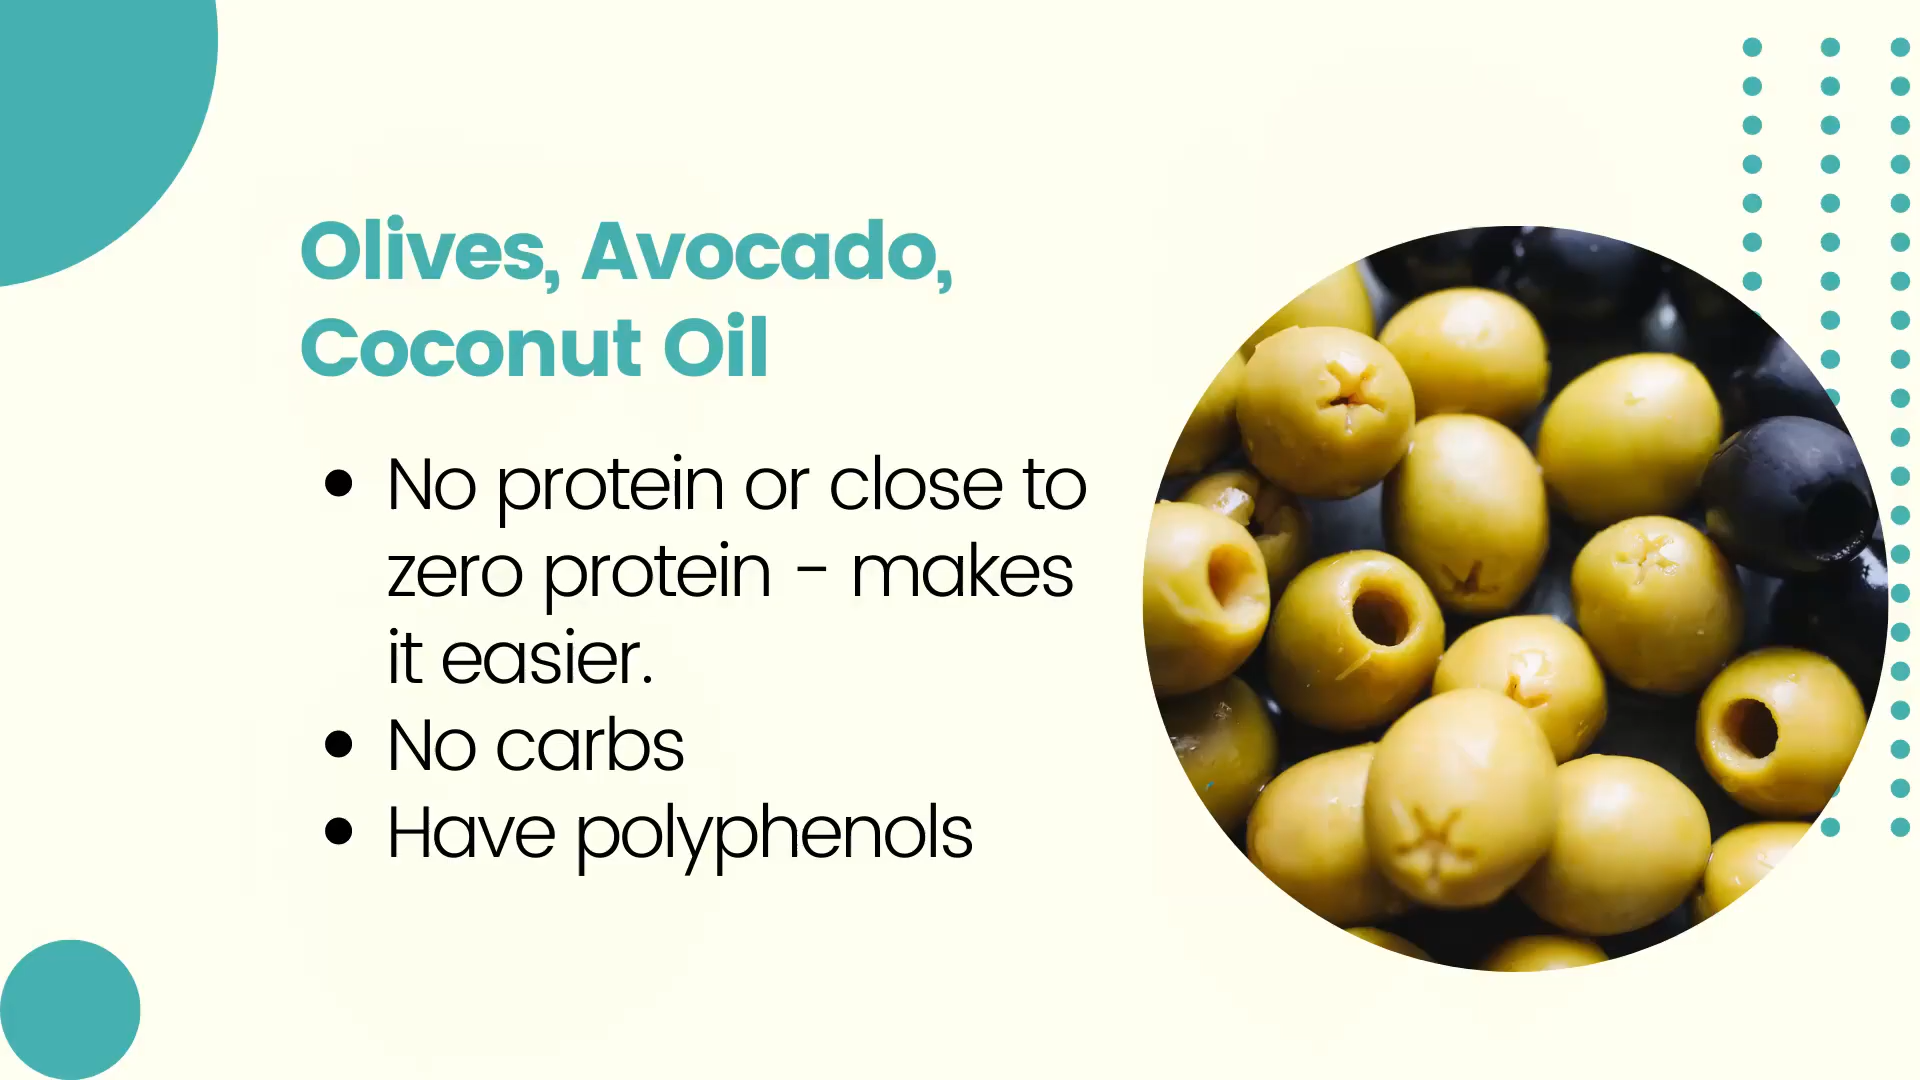 Olives, Avocado,
Coconut Oil
• No protein or close to
zero protein - makes
it easier.
• No carbs
• Have polyphenols